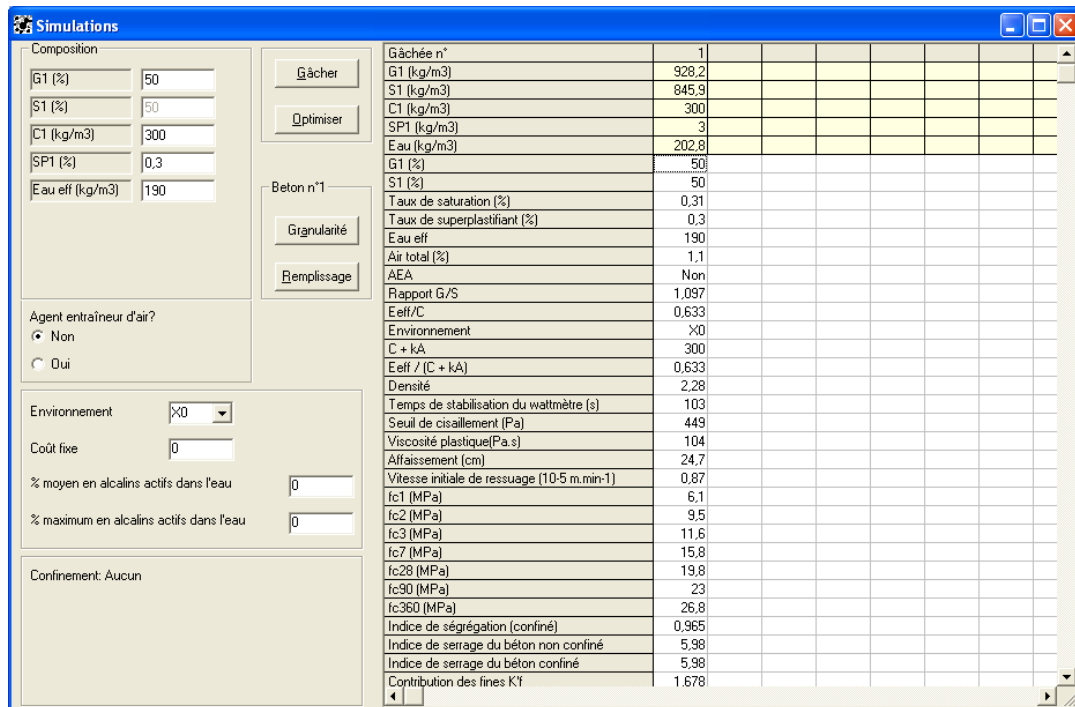 Simulations
Composition
G1 (%) 50
S1 (%) 50
C1 (kg/m3) 300
SP1 (%) 0,3
Eau eff (kg/m3) 190
Gâcher
Optimiser
Beton n°1
Granularité
Remplissage
Agent entraîneur d'air?
Non
Oui
Environnement X0
Coût fixe 0
% moyen en alcalins actifs dans l'eau 0
% maximum en alcalins actifs dans l'eau 0
Confinement: Aucun
Gâchée n° 1
G1 (kg/m3) 928,2
S1 (kg/m3) 845,9
C1 (kg/m3) 300
SP1 (kg/m3) 3
Eau (kg/m3) 202,8
G1 (%) 50
S1 (%) 50
Taux de saturation (%) 0,31
Taux de superplastifiant (%) 0,3
Eau eff 190
Air total (%) 1,1
AEA Non
Rapport G/S 1,097
Eeff/C 0,633
Environnement X0
C + kA 300
Eeff / (C + kA) 0,633
Densité 2,28
Temps de stabilisation du wattmètre (s) 103
Seuil de cisaillement (Pa) 449
Viscosité plastique(Pa.s) 104
Affaissement (cm) 24,7
Vitesse initiale de ressuage (10-5 m.min-1) 0,87
fc1 (MPa) 6,1
fc2 (MPa) 9,5
fc3 (MPa) 11,6
fc7 (MPa) 15,8
fc28 (MPa) 19,8
fc90 (MPa) 23
fc360 (MPa) 26,8
Indice de ségrégation (confiné) 0,965
Indice de serrage du béton non confiné 5,98
Indice de serrage du béton confiné 5,98
Contribution des fines K'f 1,678